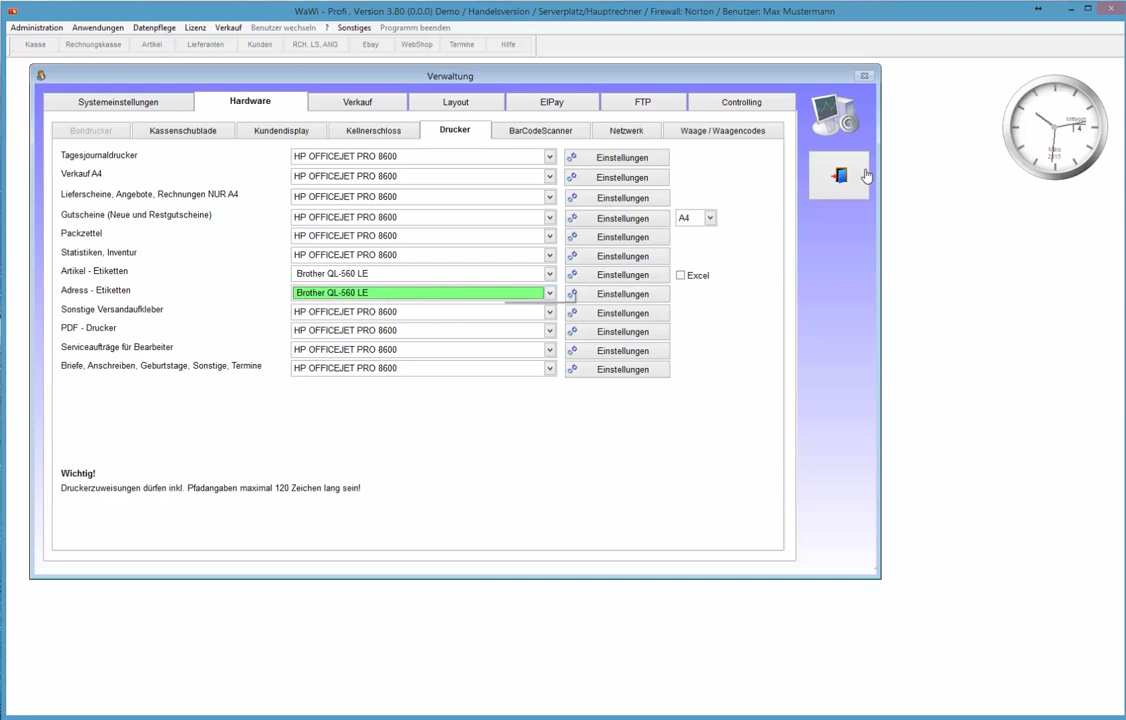 WaWi - Profi , Version 3.80 (0.0.0) Demo / Handelsversion / Serverplatz/Hauptrechner / Firewall: Norton / Benutzer: Max Mustermann
Administration Anwendungen Datenpflege Lizenz Verkauf Benutzer wechseln ? Sonstiges Programm beenden
Kasse Rechnungskasse Artikel Lieferanten Kunden RCH, LS, ANG Ebay WebShop Termine Hilfe
Verwaltung
Systemeinstellungen Hardware Verkauf Layout ElPay FTP Controlling
Bondrucker Kassenschublade Kundendisplay Kellnerschloss Drucker BarCodeScanner Netzwerk Waage / Waagencodes
Tagesjournaldrucker HP OFFICEJET PRO 8600 Einstellungen
Verkauf A4 HP OFFICEJET PRO 8600 Einstellungen
Lieferscheine, Angebote, Rechnungen NUR A4 HP OFFICEJET PRO 8600 Einstellungen
Gutscheine (Neue und Restgutscheine) HP OFFICEJET PRO 8600 Einstellungen A4
Packzettel HP OFFICEJET PRO 8600 Einstellungen
Statistiken, Inventur HP OFFICEJET PRO 8600 Einstellungen
Artikel - Etiketten Brother QL-560 LE Einstellungen Excel
Adress - Etiketten Brother QL-560 LE Einstellungen
Sonstige Versandaufkleber HP OFFICEJET PRO 8600 Einstellungen
PDF - Drucker HP OFFICEJET PRO 8600 Einstellungen
Serviceaufträge für Bearbeiter HP OFFICEJET PRO 8600 Einstellungen
Briefe, Anschreiben, Geburtstage, Sonstige, Termine HP OFFICEJET PRO 8600 Einstellungen
Wichtig!
Druckerzuweisungen dürfen inkl. Pfadangaben maximal 120 Zeichen lang sein!
Mittwoch
März
2015